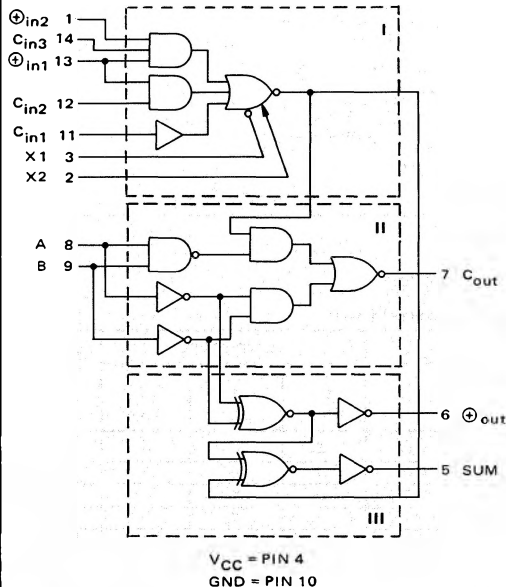 ⊕in2 1
Cin3 14
⊕in1 13
Cin2 12
Cin1 11
X1 3
X2 2
I
A 8
B 9
II
7 Cout
6 ⊕out
5 SUM
III
VCC = PIN 4
GND = PIN 10